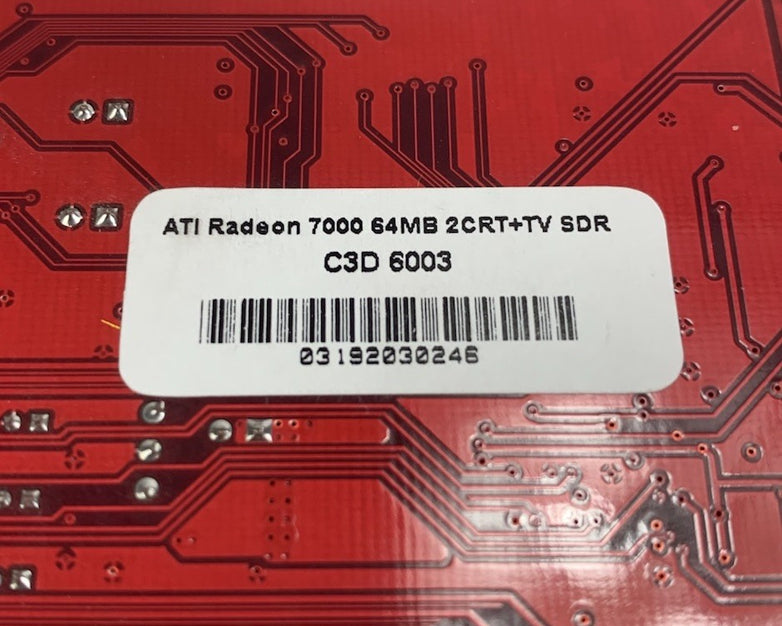 ATI Radeon 7000 64MB 2CRT+TV SDR
C3D 6003
03192030246